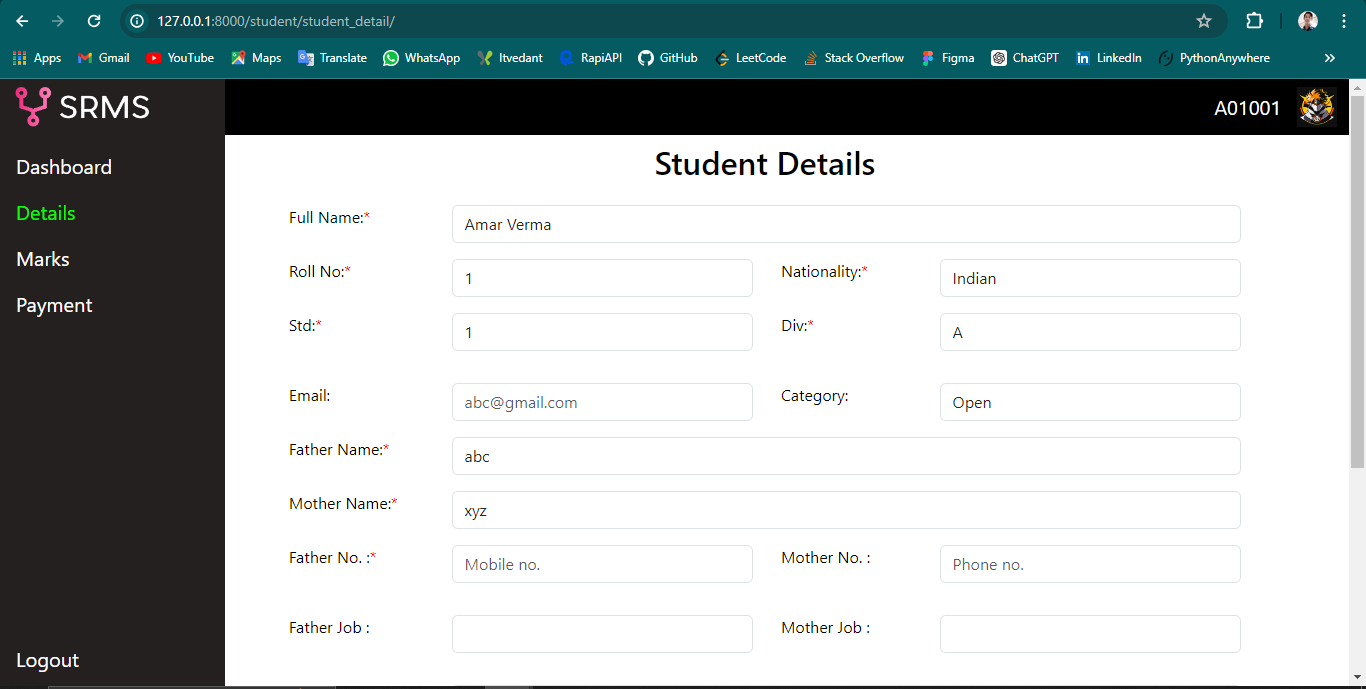 127.0.0.1:8000/student/student_detail/
Apps Gmail YouTube Maps Translate WhatsApp Itvedant RapiAPI GitHub LeetCode Stack Overflow Figma ChatGPT LinkedIn PythonAnywhere »
SRMS
A01001
Dashboard
Details
Marks
Payment
Logout
Student Details
Full Name:* Amar Verma
Roll No:* 1 Nationality:* Indian
Std:* 1 Div:* A
Email: abc@gmail.com Category: Open
Father Name:* abc
Mother Name:* xyz
Father No. :* Mobile no. Mother No. : Phone no.
Father Job : Mother Job :